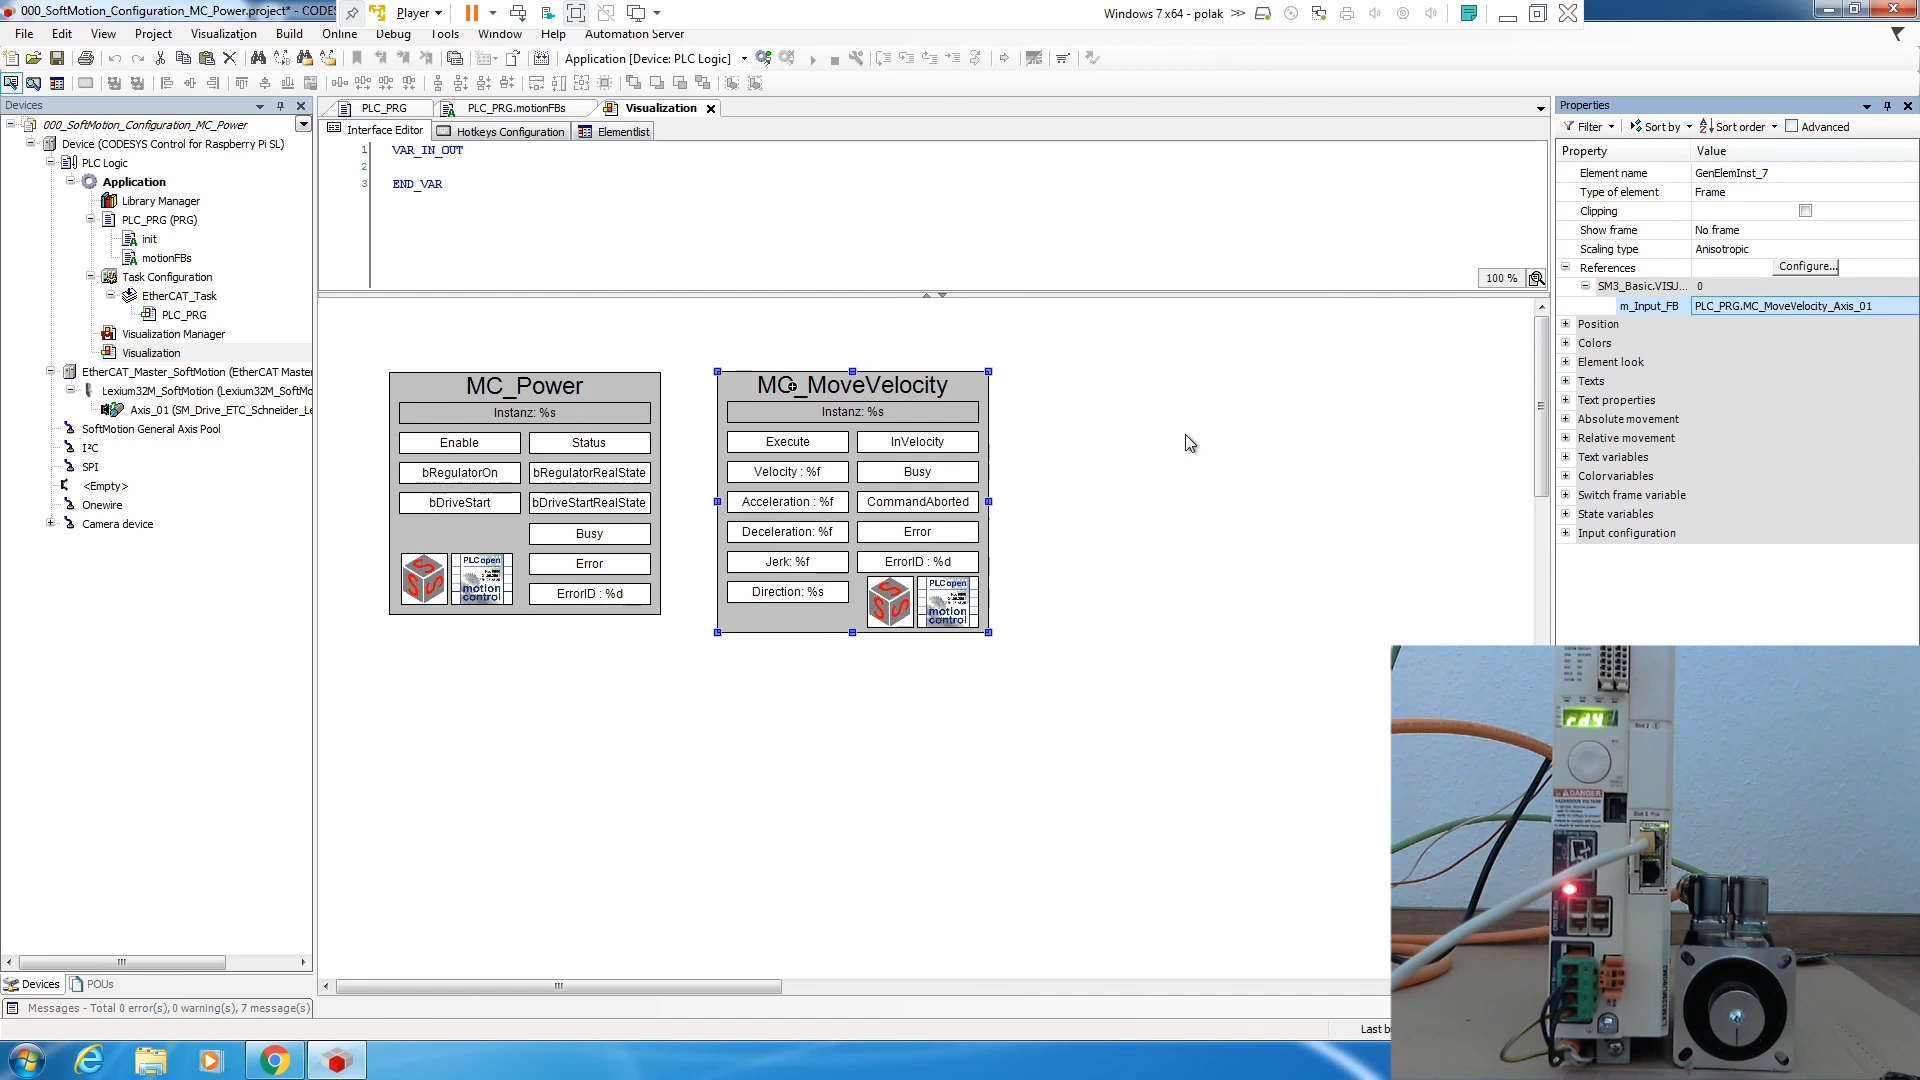 000_SoftMotion_Configuration_MC_Power.project* - CODES
Player
Windows 7 x64 - polak
File Edit View Project Visualization Build Online Debug Tools Window Help Automation Server
Application [Device: PLC Logic]
Devices
000_SoftMotion_Configuration_MC_Power
Device (CODESYS Control for Raspberry Pi SL)
PLC Logic
Application
Library Manager
PLC_PRG (PRG)
init
motionFBs
Task Configuration
EtherCAT_Task
PLC_PRG
Visualization Manager
Visualization
EtherCAT_Master_SoftMotion (EtherCAT Master
Lexium32M_SoftMotion (Lexium32M_SoftMo
Axis_01 (SM_Drive_ETC_Schneider_Le
SoftMotion General Axis Pool
I²C
SPI
<Empty>
Onewire
Camera device
Devices POUs
Messages - Total 0 error(s), 0 warning(s), 7 message(s)
PLC_PRG PLC_PRG.motionFBs Visualization
Interface Editor Hotkeys Configuration Elementlist
1 VAR_IN_OUT
2
3 END_VAR
100 %
MC_Power
Instanz: %s
Enable Status
bRegulatorOn bRegulatorRealState
bDriveStart bDriveStartRealState
Busy
Error
ErrorID : %d
PLCopen
motion
control
MC_MoveVelocity
Instanz: %s
Execute InVelocity
Velocity : %f Busy
Acceleration : %f CommandAborted
Deceleration: %f Error
Jerk: %f ErrorID : %d
Direction: %s
PLCopen
motion
control
Last b
Properties
Filter Sort by Sort order Advanced
Property Value
Element name GenElemInst_7
Type of element Frame
Clipping
Show frame No frame
Scaling type Anisotropic
References Configure...
SM3_Basic.VISU... 0
m_Input_FB PLC_PRG.MC_MoveVelocity_Axis_01
Position
Colors
Element look
Texts
Text properties
Absolute movement
Relative movement
Text variables
Colorvariables
Switch frame variable
State variables
Input configuration
rdy
DANGER
HAZARDOUS VOLTAGE